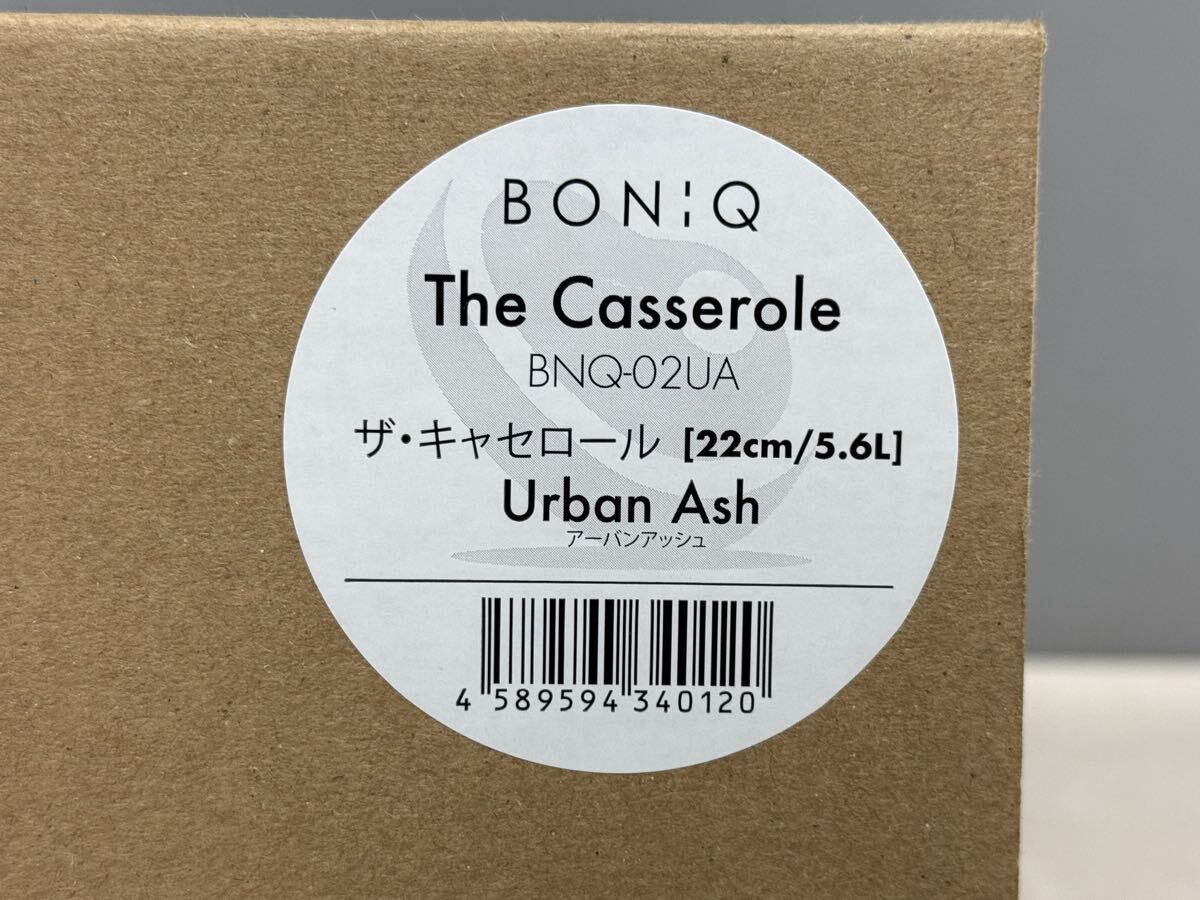 BONIQ
The Casserole
BNQ-02UA
ザ・キャセロール [22cm/5.6L]
Urban Ash
アーバンアッシュ
4 589594 340120